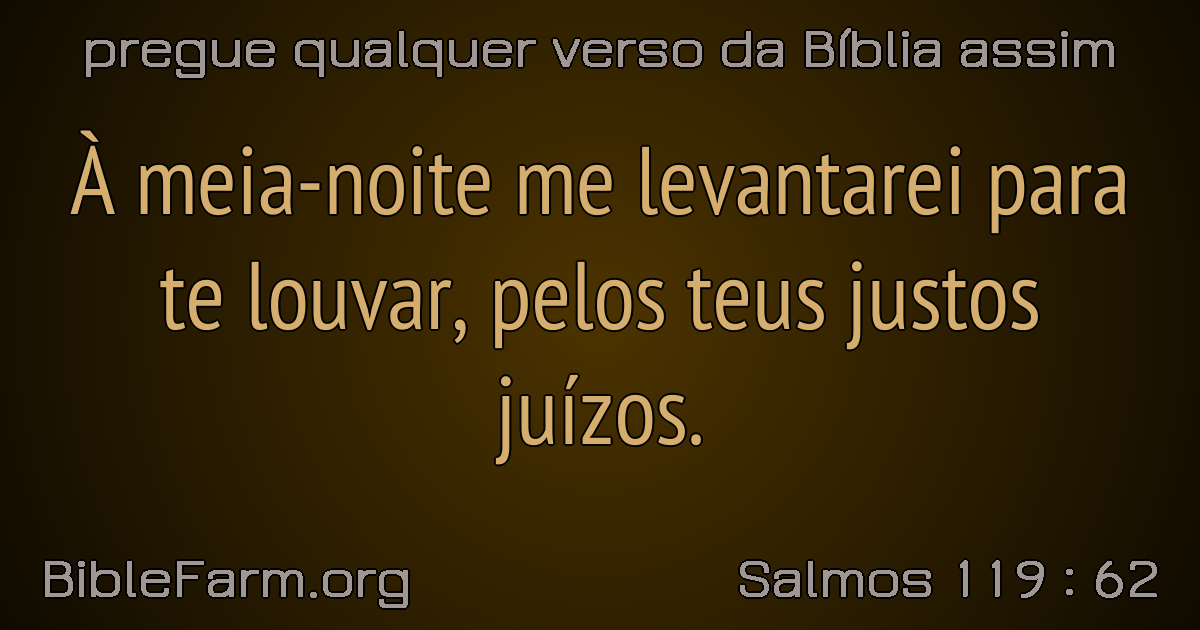 pregue qualquer verso da Bíblia assim
À meia-noite me levantarei para
te louvar, pelos teus justos
juízos.
BibleFarm.org
Salmos 119 : 62